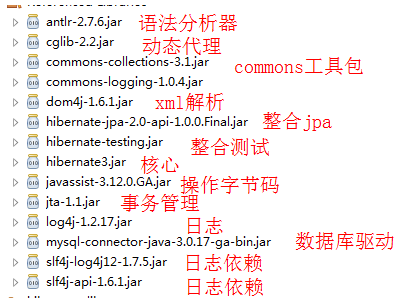 antlr-2.7.6.jar 语法分析器
cglib-2.2.jar 动态代理
commons-collections-3.1.jar commons工具包
commons-logging-1.0.4.jar
dom4j-1.6.1.jar xml解析
hibernate-jpa-2.0-api-1.0.0.Final.jar 整合jpa
hibernate-testing.jar 整合测试
hibernate3.jar 核心
javassist-3.12.0.GA.jar 操作字节码
jta-1.1.jar 事务管理
log4j-1.2.17.jar 日志
mysql-connector-java-3.0.17-ga-bin.jar 数据库驱动
slf4j-log4j12-1.7.5.jar 日志依赖
slf4j-api-1.6.1.jar 日志依赖